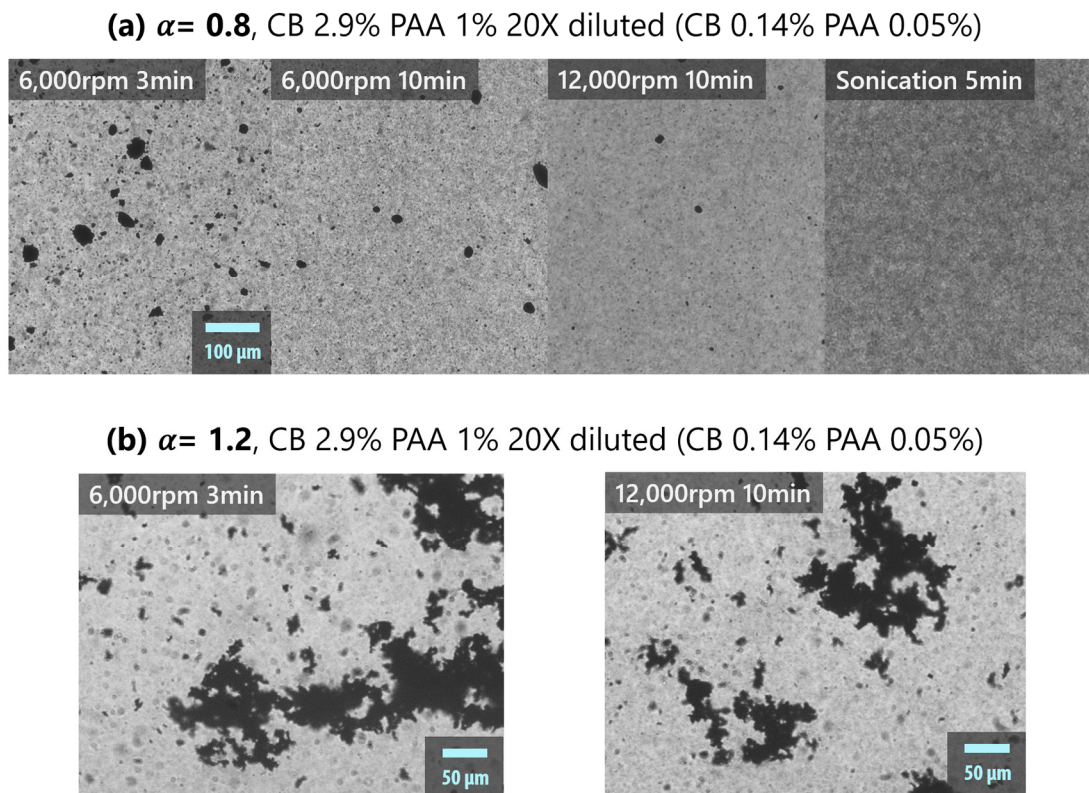 (a) 𝜶= 0.8, CB 2.9% PAA 1% 20X diluted (CB 0.14% PAA 0.05%)
6,000rpm 3min
6,000rpm 10min
12,000rpm 10min
Sonication 5min
100 µm
(b) 𝜶= 1.2, CB 2.9% PAA 1% 20X diluted (CB 0.14% PAA 0.05%)
6,000rpm 3min
12,000rpm 10min
50 µm
50 µm